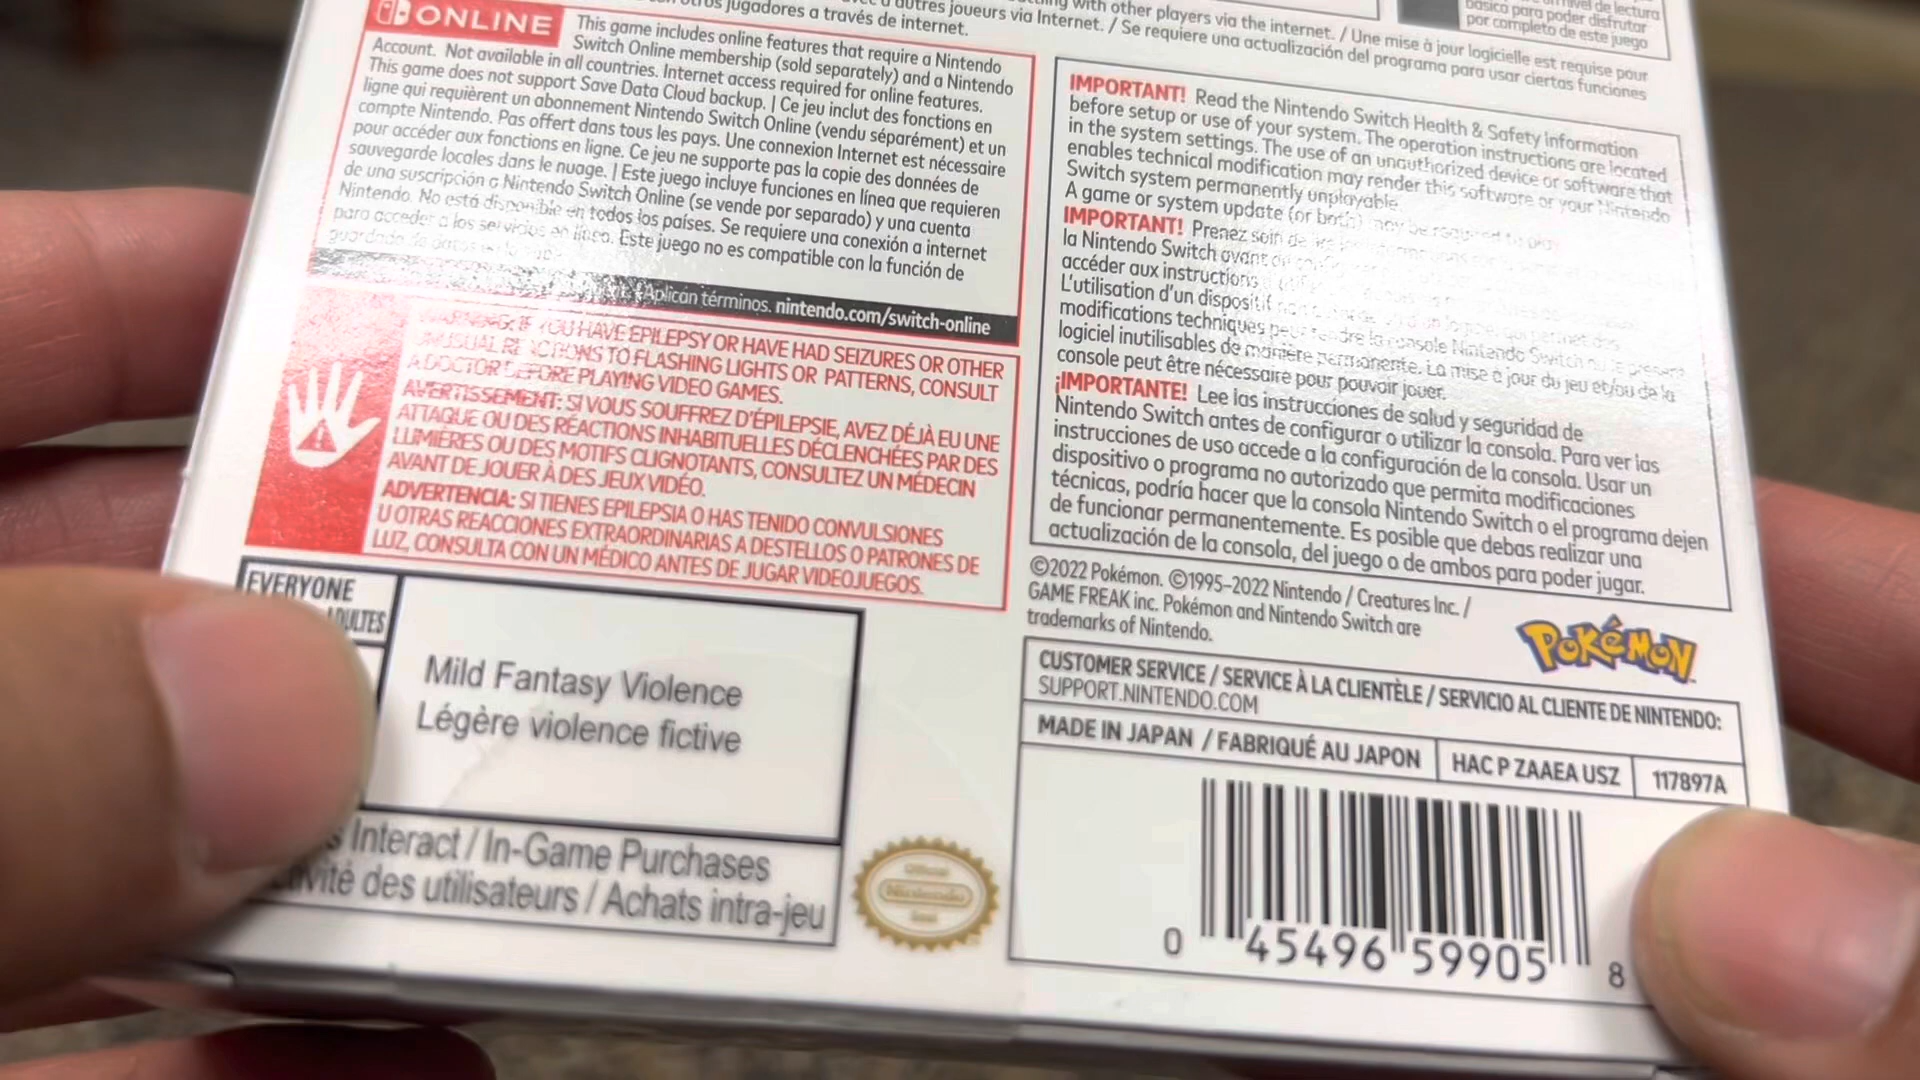 otros jugadores a través de internet.
d'autres joueurs via Internet. / Se requiere una actualización del programa para usar ciertas funciones
with other players via the internet. / Une mise à jour logicielle est requise pour
nivel de lectura
básica para poder disfrutar
por completo de este juego
ONLINE
This game includes online features that require a Nintendo
Switch Online membership (sold separately) and a Nintendo
Account. Not available in all countries. Internet access required for online features.
This game does not support Save Data Cloud backup. | Ce jeu inclut des fonctions en
ligne qui requièrent un abonnement Nintendo Switch Online (vendu séparément) et un
compte Nintendo. Pas offert dans tous les pays. Une connexion Internet est nécessaire
pour accéder aux fonctions en ligne. Ce jeu ne supporte pas la copie des données de
sauvegarde locales dans le nuage. | Este juego incluye funciones en línea que requieren
de una suscripción a Nintendo Switch Online (se vende por separado) y una cuenta
Nintendo. No está disponible en todos los países. Se requiere una conexión a internet
para acceder a los servicios en línea. Este juego no es compatible con la función de
Aplican términos. nintendo.com/switch-online
WARNING: IF YOU HAVE EPILEPSY OR HAVE HAD SEIZURES OR OTHER
UNUSUAL REACTIONS TO FLASHING LIGHTS OR PATTERNS, CONSULT
A DOCTOR BEFORE PLAYING VIDEO GAMES.
AVERTISSEMENT: SI VOUS SOUFFREZ D'ÉPILEPSIE, AVEZ DÉJÀ EU UNE
ATTAQUE OU DES RÉACTIONS INHABITUELLES DÉCLENCHÉES PAR DES
LUMIÈRES OU DES MOTIFS CLIGNOTANTS, CONSULTEZ UN MÉDECIN
AVANT DE JOUER À DES JEUX VIDÉO.
ADVERTENCIA: SI TIENES EPILEPSIA O HAS TENIDO CONVULSIONES
U OTRAS REACCIONES EXTRAORDINARIAS A DESTELLOS O PATRONES DE
LUZ, CONSULTA CON UN MÉDICO ANTES DE JUGAR VIDEOJUEGOS.
EVERYONE
ADULTES
Mild Fantasy Violence
Légère violence fictive
Interact / In-Game Purchases
des utilisateurs / Achats intra-jeu
Official
Nintendo
Seal
IMPORTANT! Read the Nintendo Switch Health & Safety Information
before setup or use of your system. The operation instructions are located
in the system settings. The use of an unauthorized device or software that
enables technical modification may render this software or your Nintendo
Switch system permanently unplayable.
A game or system update (or both) may be required to play.
IMPORTANT! Prenez soin de
la Nintendo Switch avant
accéder aux instructions
L'utilisation d'un dispositif
modifications techniques peut rendre la console Nintendo Switch ou le présent
logiciel inutilisables de manière permanente. La mise à jour du jeu et/ou de la
console peut être nécessaire pour pouvoir jouer.
¡IMPORTANTE! Lee las instrucciones de salud y seguridad de
Nintendo Switch antes de configurar o utilizar la consola. Para ver las
instrucciones de uso accede a la configuración de la consola. Usar un
dispositivo o programa no autorizado que permita modificaciones
técnicas, podría hacer que la consola Nintendo Switch o el programa dejen
de funcionar permanentemente. Es posible que debas realizar una
actualización de la consola, del juego o de ambos para poder jugar.
©2022 Pokémon. ©1995–2022 Nintendo / Creatures Inc. /
GAME FREAK inc. Pokémon and Nintendo Switch are
trademarks of Nintendo.
POKéMON
CUSTOMER SERVICE / SERVICE À LA CLIENTÈLE / SERVICIO AL CLIENTE DE NINTENDO:
SUPPORT.NINTENDO.COM
MADE IN JAPAN / FABRIQUÉ AU JAPON
HAC P ZAAEA USZ
117897A
0 45496 59905 8